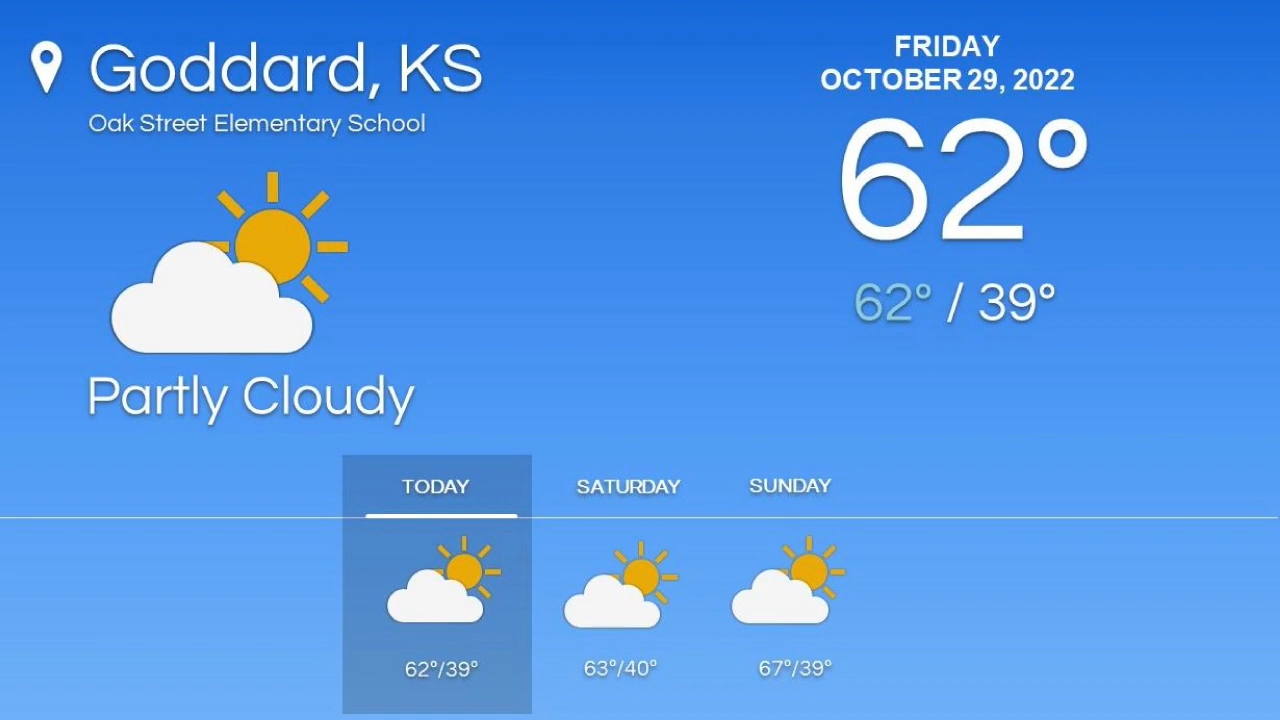 Goddard, KS
Oak Street Elementary School
Partly Cloudy
FRIDAY
OCTOBER 29, 2022
62°
62° / 39°
TODAY
SATURDAY
SUNDAY
62°/39°
63°/40°
67°/39°